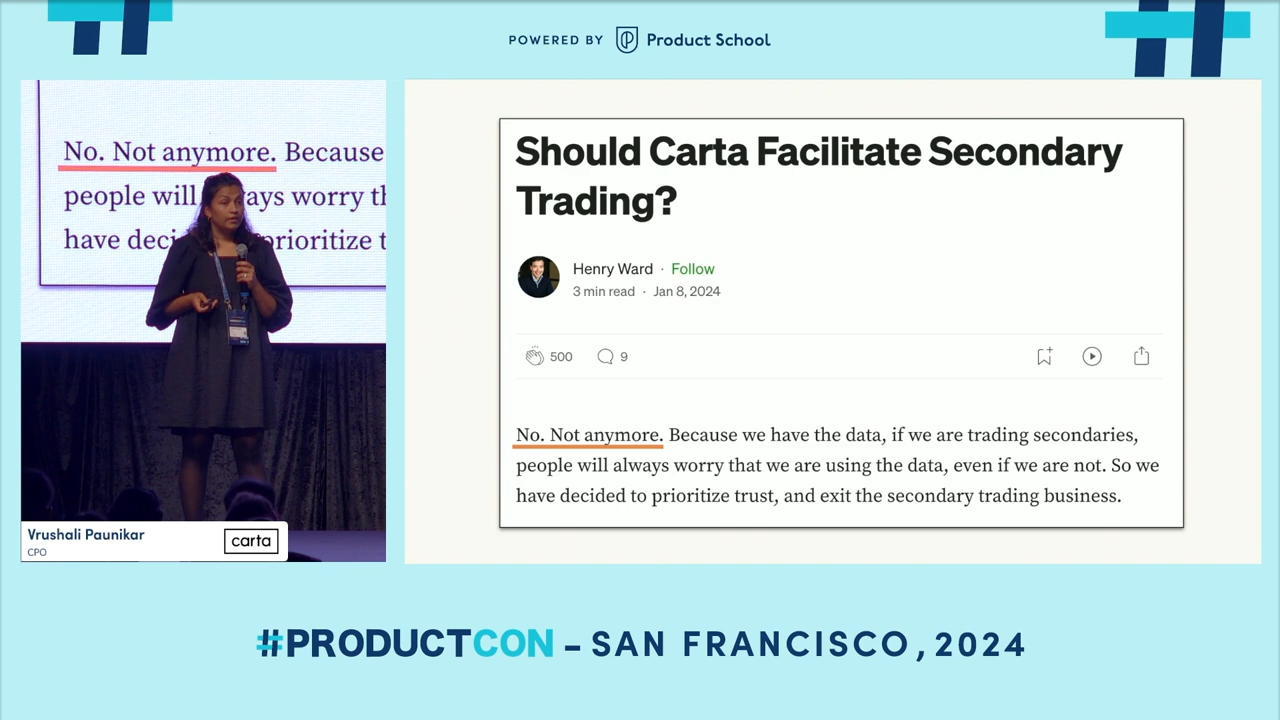 POWERED BY Product School
No. Not anymore. Because
people will always worry th
have deci prioritize t
Vrushali Paunikar
CPO
carta
Should Carta Facilitate Secondary
Trading?
Henry Ward · Follow
3 min read · Jan 8, 2024
500 9
No. Not anymore. Because we have the data, if we are trading secondaries,
people will always worry that we are using the data, even if we are not. So we
have decided to prioritize trust, and exit the secondary trading business.
#PRODUCTCON – SAN FRANCISCO, 2024